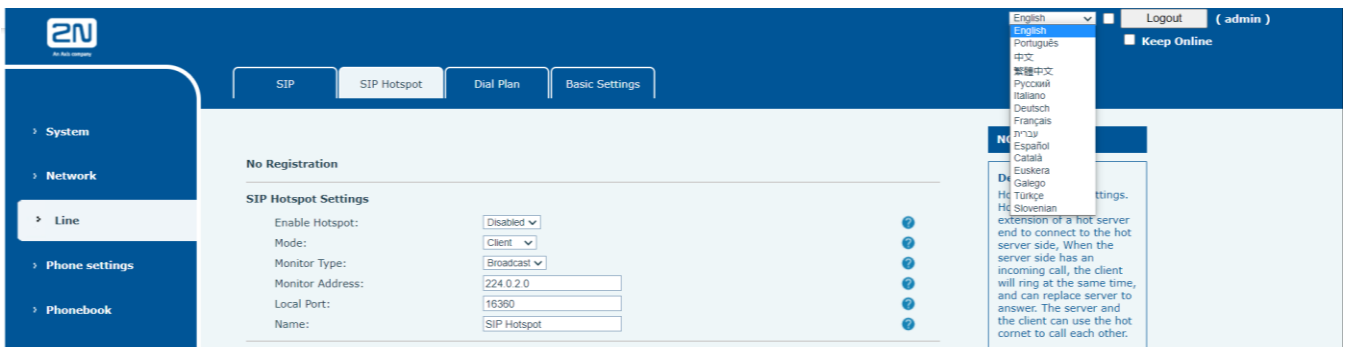 2N
An Axis company
English
Logout
( admin )
Keep Online
English
Português
中文
繁體中文
Русский
Italiano
Deutsch
Français
עברית
Español
Català
Euskera
Galego
Türkçe
Slovenian
SIP
SIP Hotspot
Dial Plan
Basic Settings
› System
› Network
› Line
› Phone settings
› Phonebook
No Registration
SIP Hotspot Settings
Enable Hotspot: Disabled
Mode: Client
Monitor Type: Broadcast
Monitor Address: 224.0.2.0
Local Port: 16360
Name: SIP Hotspot
ttings.
extension of a hot server
end to connect to the hot
server side, When the
server side has an
incoming call, the client
will ring at the same time,
and can replace server to
answer. The server and
the client can use the hot
cornet to call each other.